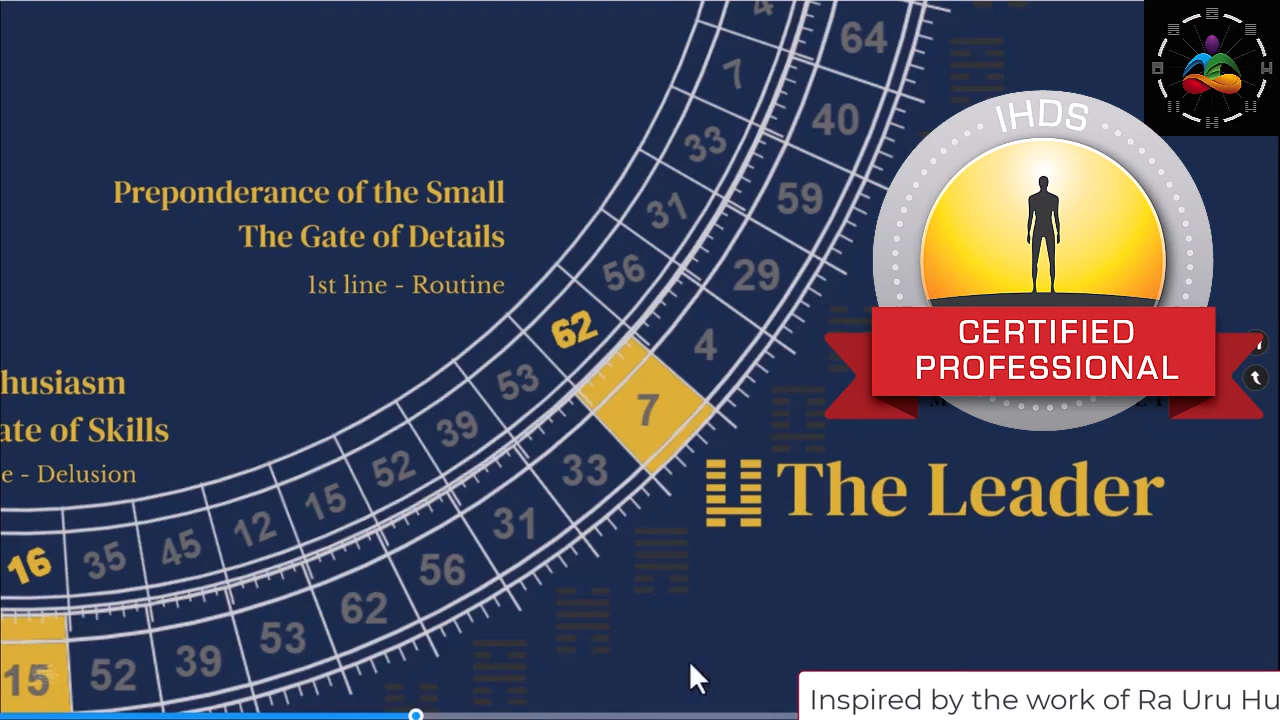 Preponderance of the Small
The Gate of Details
1st line - Routine
husiasm
ate of Skills
e - Delusion
IHDS
CERTIFIED
PROFESSIONAL
The Leader
Inspired by the work of Ra Uru Hu
4
7
33
31
56
62
53
39
52
15
12
45
35
16
64
40
59
29
4
7
33
31
56
62
53
39
52
15